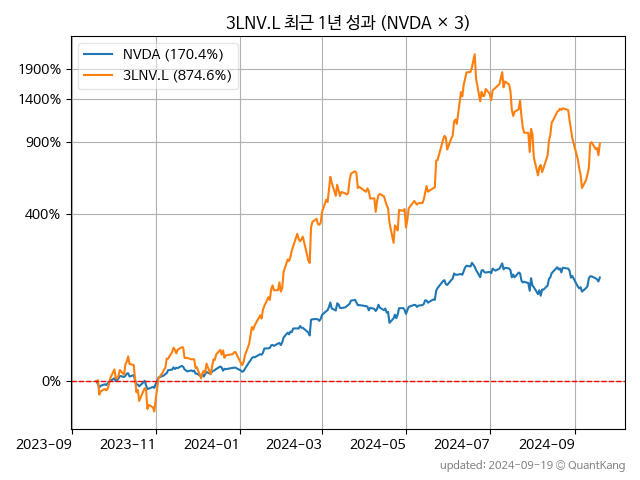 3LNV.L 최근 1년 성과 (NVDA × 3)
NVDA (170.4%)
3LNV.L (874.6%)
1900%
1400%
900%
400%
0%
2023-09 2023-11 2024-01 2024-03 2024-05 2024-07 2024-09
updated: 2024-09-19 © QuantKang